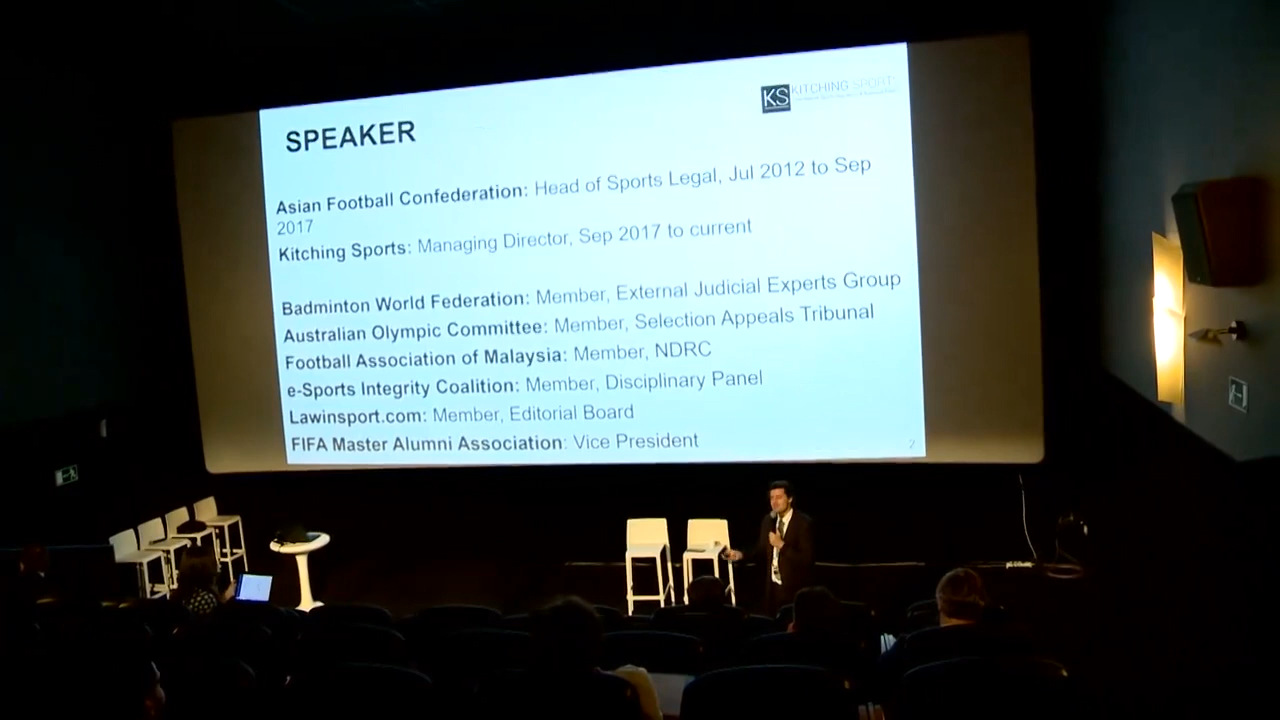 KS KITCHING SPORTS
SPEAKER
Asian Football Confederation: Head of Sports Legal, Jul 2012 to Sep
2017
Kitching Sports: Managing Director, Sep 2017 to current
Badminton World Federation: Member, External Judicial Experts Group
Australian Olympic Committee: Member, Selection Appeals Tribunal
Football Association of Malaysia: Member, NDRC
e-Sports Integrity Coalition: Member, Disciplinary Panel
Lawinsport.com: Member, Editorial Board
FIFA Master Alumni Association: Vice President
2